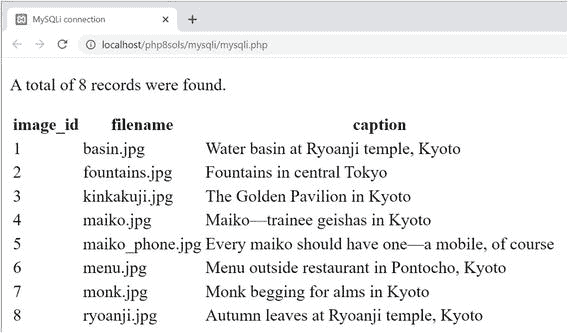 MySQLi connection
localhost/php8sols/mysqli/mysqli.php
A total of 8 records were found.
image_id filename caption
1 basin.jpg Water basin at Ryoanji temple, Kyoto
2 fountains.jpg Fountains in central Tokyo
3 kinkakuji.jpg The Golden Pavilion in Kyoto
4 maiko.jpg Maiko—trainee geishas in Kyoto
5 maiko_phone.jpg Every maiko should have one—a mobile, of course
6 menu.jpg Menu outside restaurant in Pontocho, Kyoto
7 monk.jpg Monk begging for alms in Kyoto
8 ryoanji.jpg Autumn leaves at Ryoanji temple, Kyoto